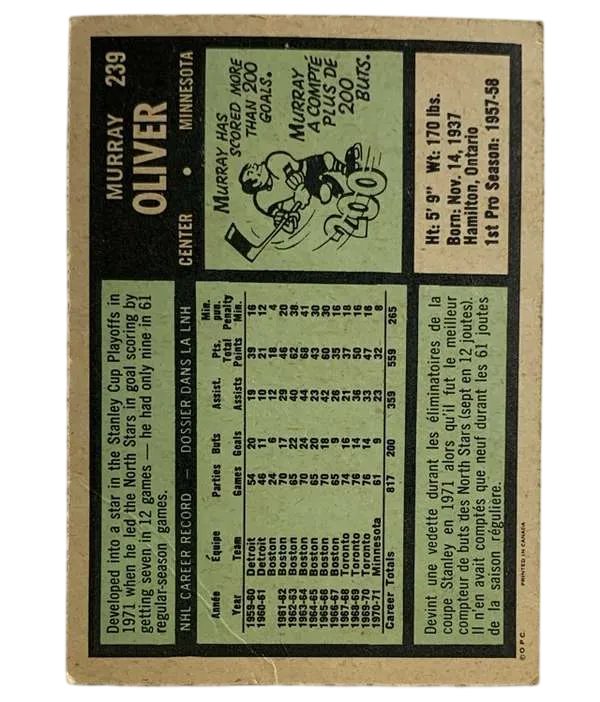 MURRAY 239
OLIVER
CENTER • MINNESOTA
Developed into a star in the Stanley Cup Playoffs in
1971 when he led the North Stars in goal scoring by
getting seven in 12 games — he had only nine in 61
regular-season games.
MURRAY HAS
SCORED MORE
THAN 200
GOALS.
MURRAY
A COMPTÉ
PLUS DE
200
BUTS.
200
NHL CAREER RECORD — DOSSIER DANS LA LNH
Année Équipe Parties Buts Assist. Pts. Total Min. pun. Penalty
Year Team Games Goals Assists Points Min.
1959-60 Detroit 54 20 19 39 16
1960-61 Detroit 46 11 10 21 12
Boston 24 6 12 18 4
1961-62 Boston 70 17 29 46 20
1962-63 Boston 65 22 40 62 38
1963-64 Boston 70 24 44 68 41
1964-65 Boston 65 20 23 43 30
1965-66 Boston 70 18 42 60 30
1966-67 Boston 65 9 26 35 16
1967-68 Toronto 74 16 21 37 18
1968-69 Toronto 76 14 36 50 16
1969-70 Toronto 76 14 33 47 16
1970-71 Minnesota 61 9 23 32 8
Career Totals 817 200 359 559 265
Ht: 5' 9" Wt: 170 lbs.
Born: Nov. 14, 1937
Hamilton, Ontario
1st Pro Season: 1957-58
Devint une vedette durant les éliminatoires de la
coupe Stanley en 1971 alors qu'il fut le meilleur
compteur de buts des North Stars (sept en 12 joutes).
Il n'en avait comptés que neuf durant les 61 joutes
de la saison régulière.
© O.P.C. PRINTED IN CANADA